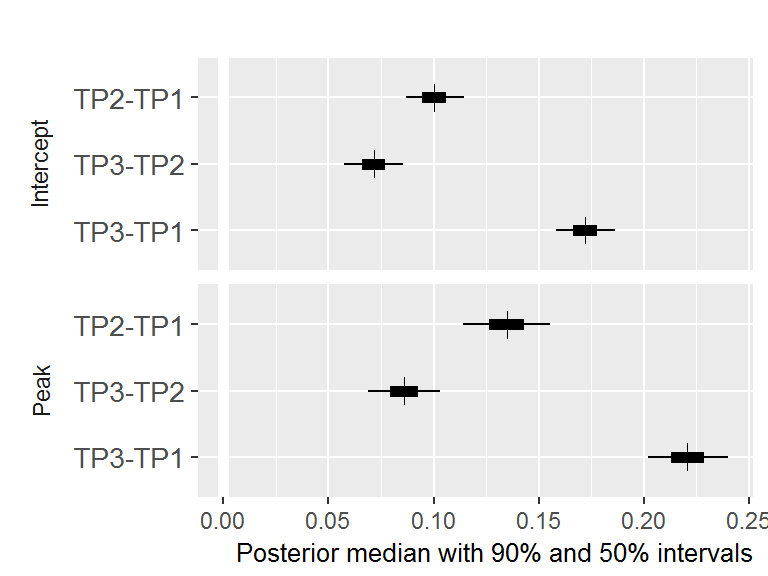 Intercept
TP2-TP1
TP3-TP2
TP3-TP1
Peak
TP2-TP1
TP3-TP2
TP3-TP1
0.00 0.05 0.10 0.15 0.20 0.25
Posterior median with 90% and 50% intervals